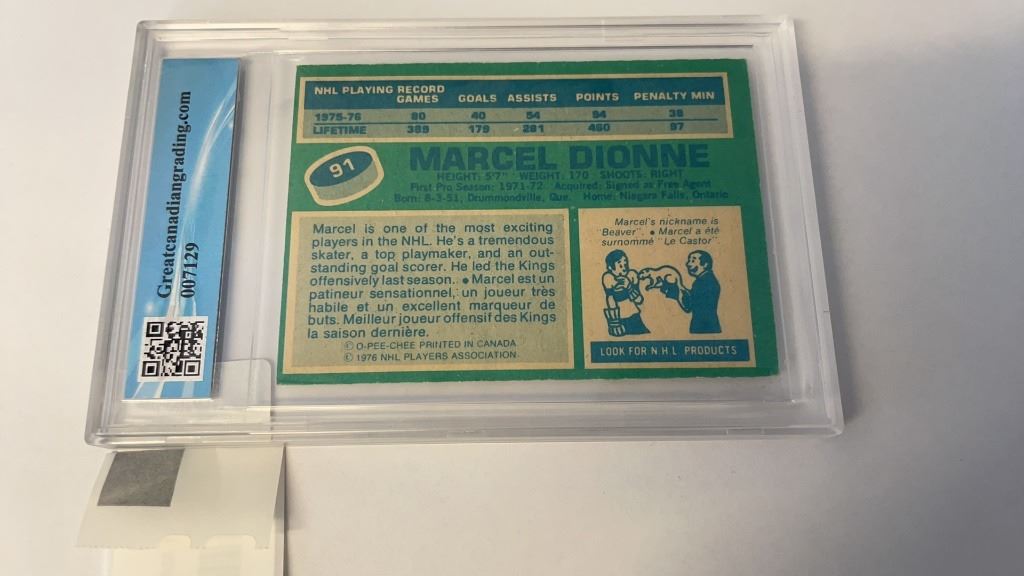 Greatcanadiangrading.com
007129
NHL PLAYING RECORD
GAMES GOALS ASSISTS POINTS PENALTY MIN
1975-76 80 40 54 94 38
LIFETIME 389 179 281 460 97
91
MARCEL DIONNE
HEIGHT: 5'7" WEIGHT: 170 SHOOTS: RIGHT
First Pro Season: 1971-72 Acquired: Signed as Free Agent
Born: 8-3-51, Drummondville, Que. Home: Niagara Falls, Ontario
Marcel is one of the most exciting
players in the NHL. He's a tremendous
skater, a top playmaker, and an out-
standing goal scorer. He led the Kings
offensively last season. • Marcel est un
patineur sensationnel, un joueur très
habile et un excellent marqueur de
buts. Meilleur joueur offensif des Kings
la saison dernière.
© O-PEE-CHEE PRINTED IN CANADA
© 1976 NHL PLAYERS ASSOCIATION
Marcel's nickname is
"Beaver". • Marcel a été
surnommé "Le Castor".
LOOK FOR NHL PRODUCTS